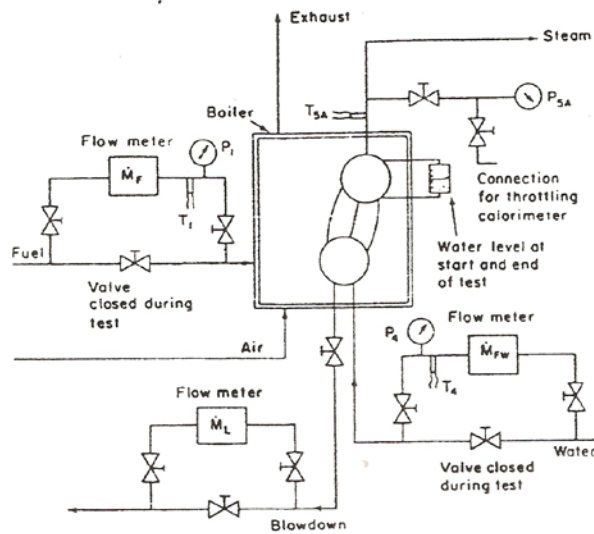 Exhaust
Steam
T5A
P5A
Boiler
Flow meter
P1
ṀF
T1
Connection
for throttling
calorimeter
Fuel
Valve
closed during
test
Water level at
start and end
of test
Air
Flow meter
P4
ṀFW
T4
Flow meter
ṀL
Water
Valve closed
during test
Blowdown